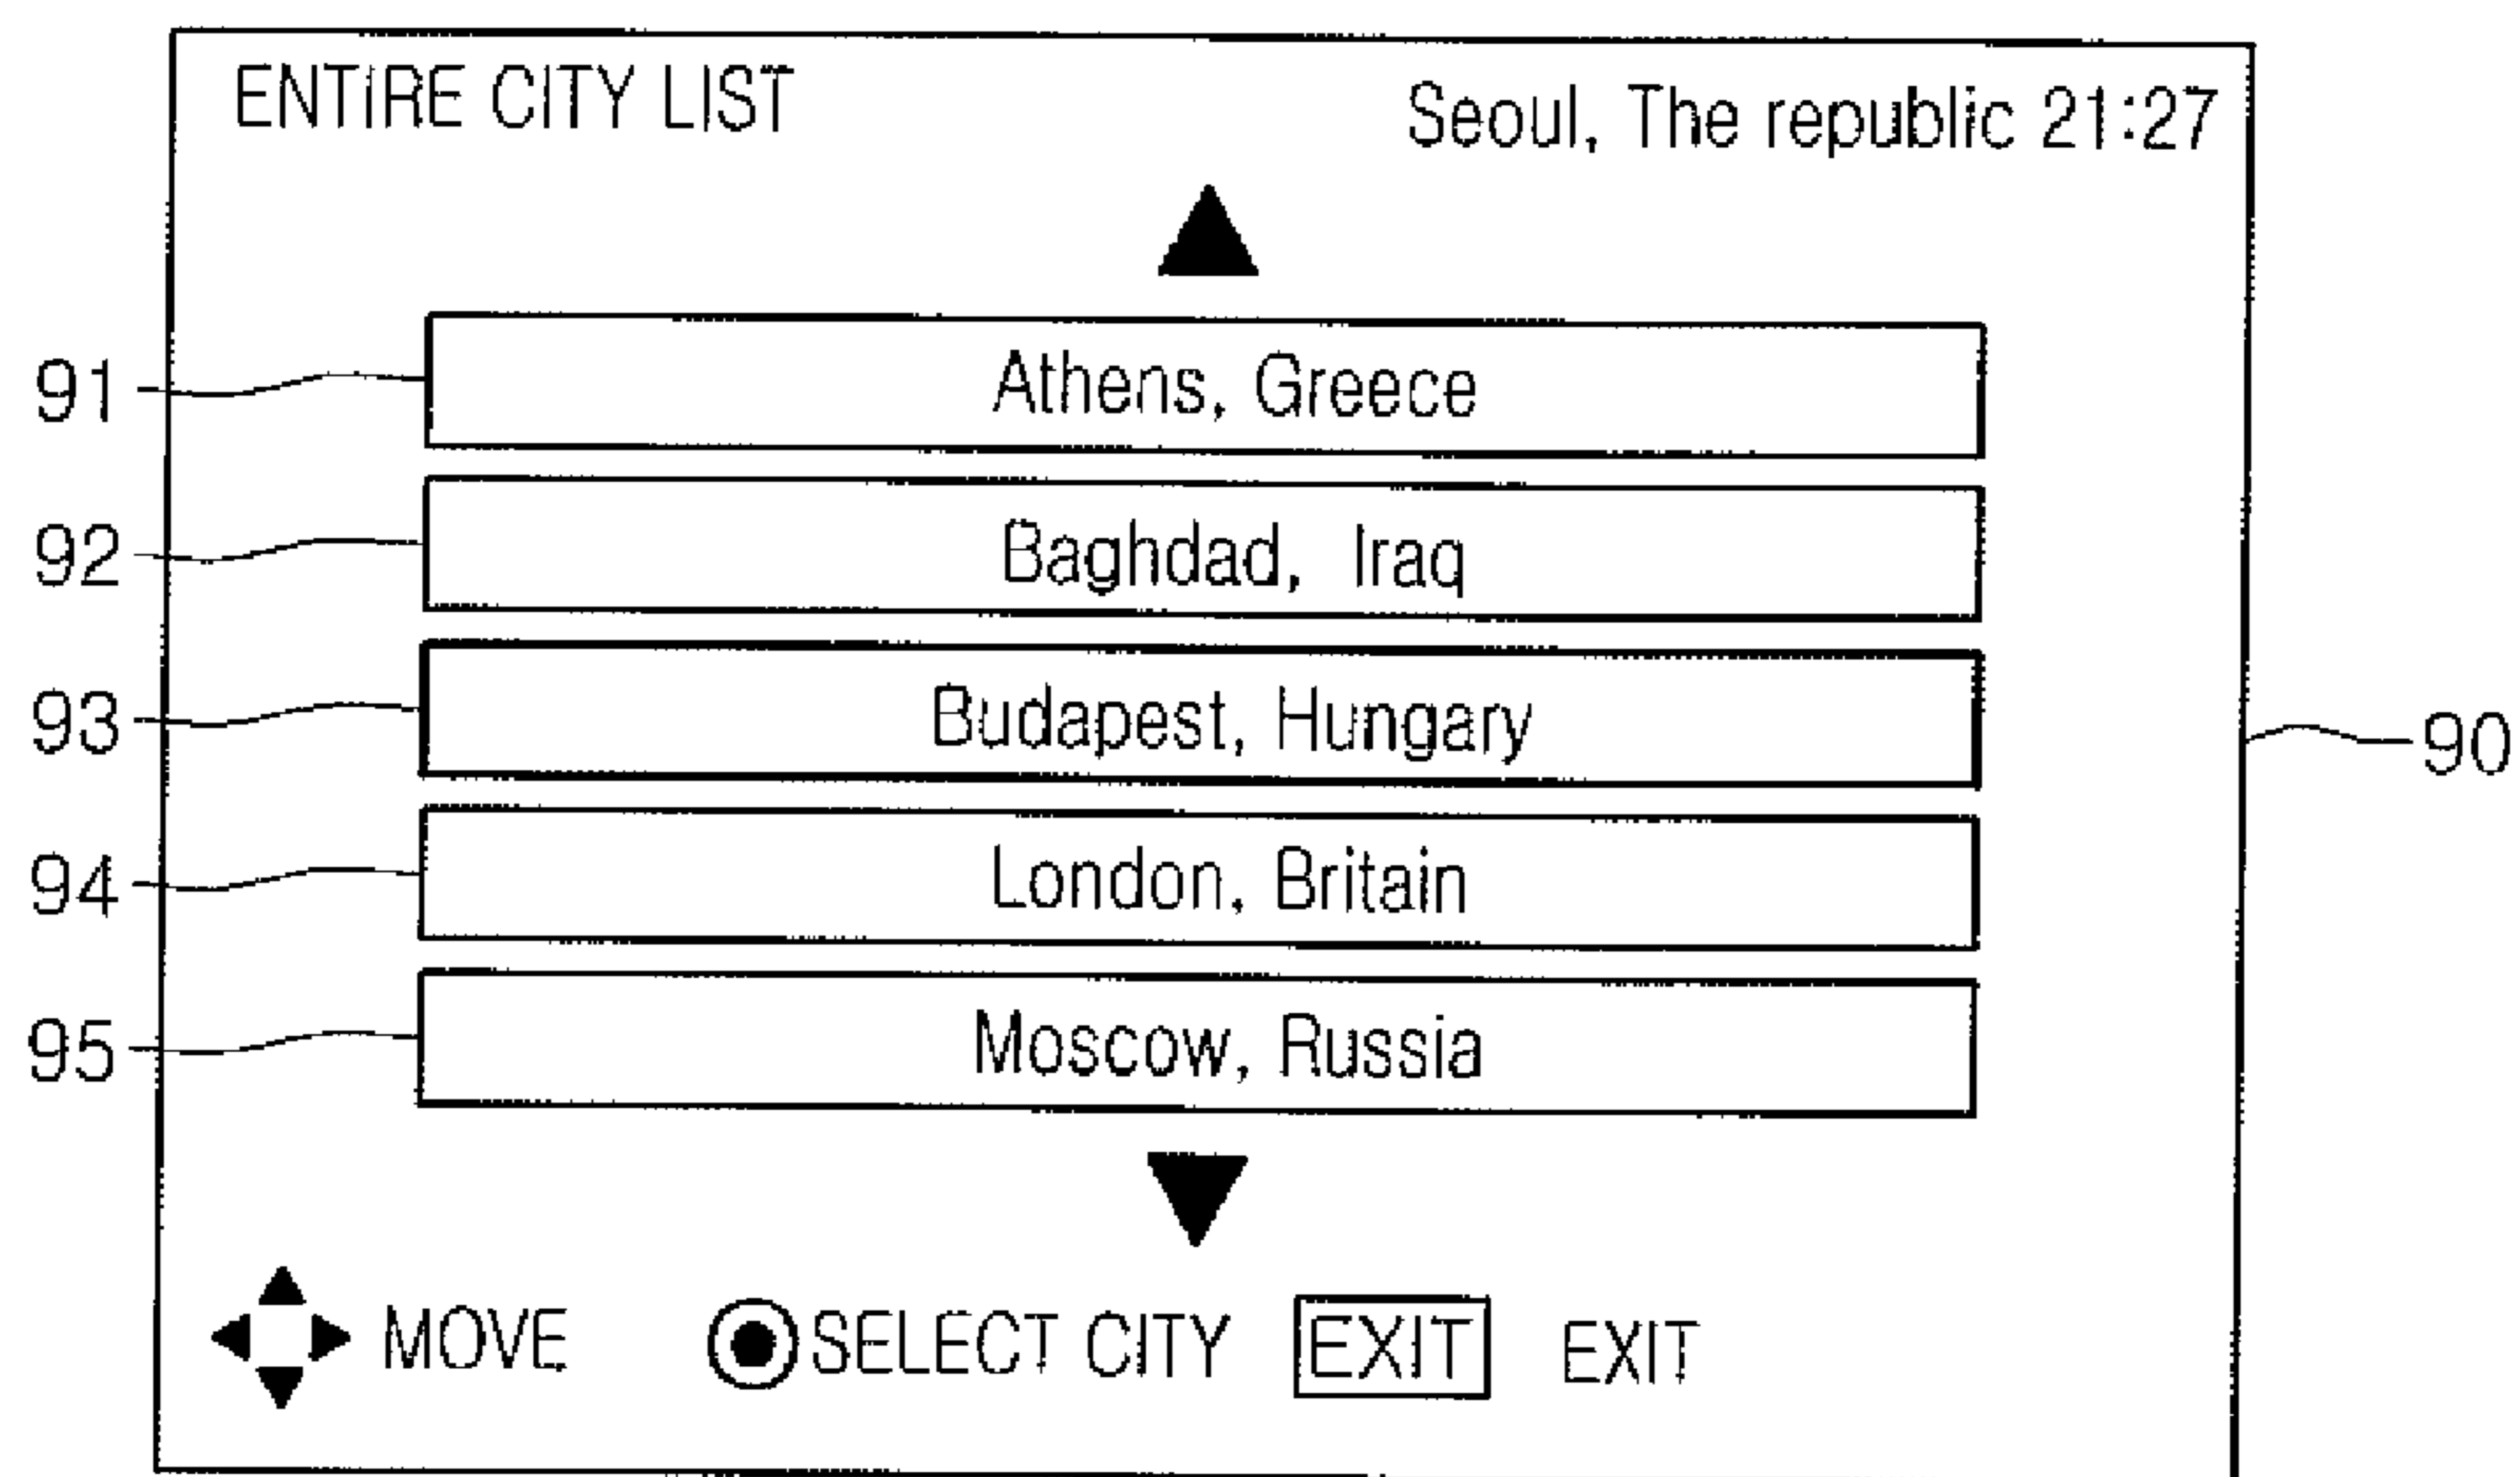 ENTIRE CITY LIST
Seoul, The republic 21:27
91 Athens, Greece
92 Baghdad, Iraq
93 Budapest, Hungary
90
94 London, Britain
95 Moscow, Russia
MOVE SELECT CITY EXIT EXIT